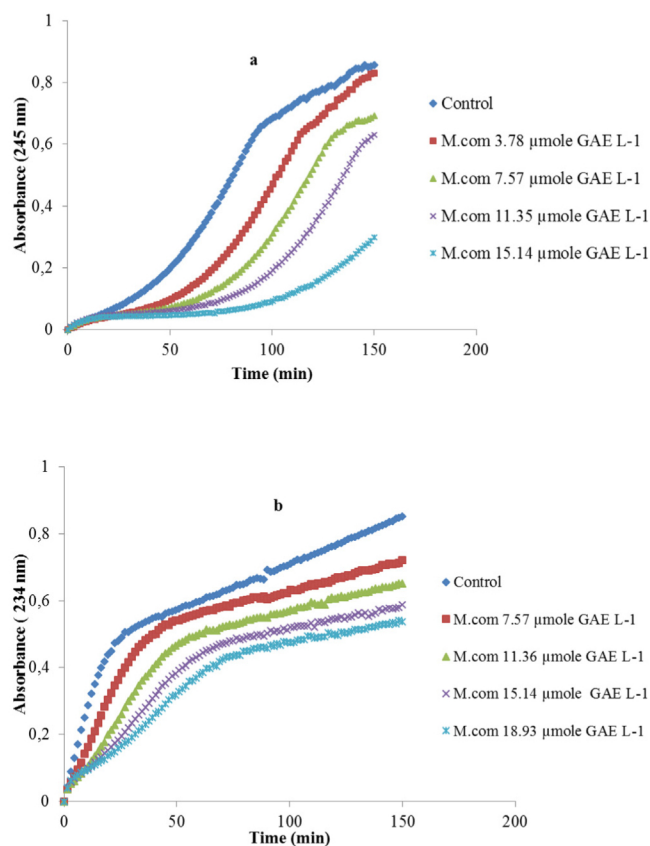 a
1
0,8
0,6
0,4
0,2
0
Absorbance (245 nm)
0
50
100
150
200
Time (min)
Control
M.com 3.78 µmole GAE L-1
M.com 7.57 µmole GAE L-1
M.com 11.35 µmole GAE L-1
M.com 15.14 µmole GAE L-1
b
1
0,8
0,6
0,4
0,2
0
Absorbance ( 234 nm)
0
50
100
150
200
Time (min)
Control
M.com 7.57 µmole GAE L-1
M.com 11.36 µmole GAE L-1
M.com 15.14 µmole GAE L-1
M.com 18.93 µmole GAE L-1